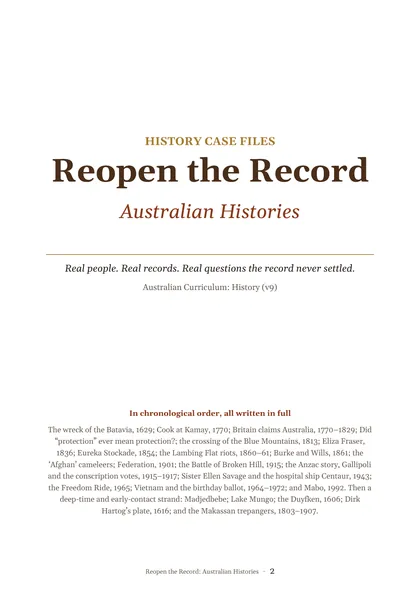 HISTORY CASE FILES
Reopen the Record
Australian Histories
Real people. Real records. Real questions the record never settled.
Australian Curriculum: History (v9)
In chronological order, all written in full
The wreck of the Batavia, 1629; Cook at Kamay, 1770; Britain claims Australia, 1770–1829; Did
“protection” ever mean protection?; the crossing of the Blue Mountains, 1813; Eliza Fraser,
1836; Eureka Stockade, 1854; the Lambing Flat riots, 1860–61; Burke and Wills, 1861; the
‘Afghan’ cameleers; Federation, 1901; the Battle of Broken Hill, 1915; the Anzac story, Gallipoli
and the conscription votes, 1915–1917; Sister Ellen Savage and the hospital ship Centaur, 1943;
the Freedom Ride, 1965; Vietnam and the birthday ballot, 1964–1972; and Mabo, 1992. Then a
deep-time and early-contact strand: Madjedbebe; Lake Mungo; the Duyfken, 1606; Dirk
Hartog’s plate, 1616; and the Makassan trepangers, 1803–1907.
Reopen the Record: Australian Histories · 2